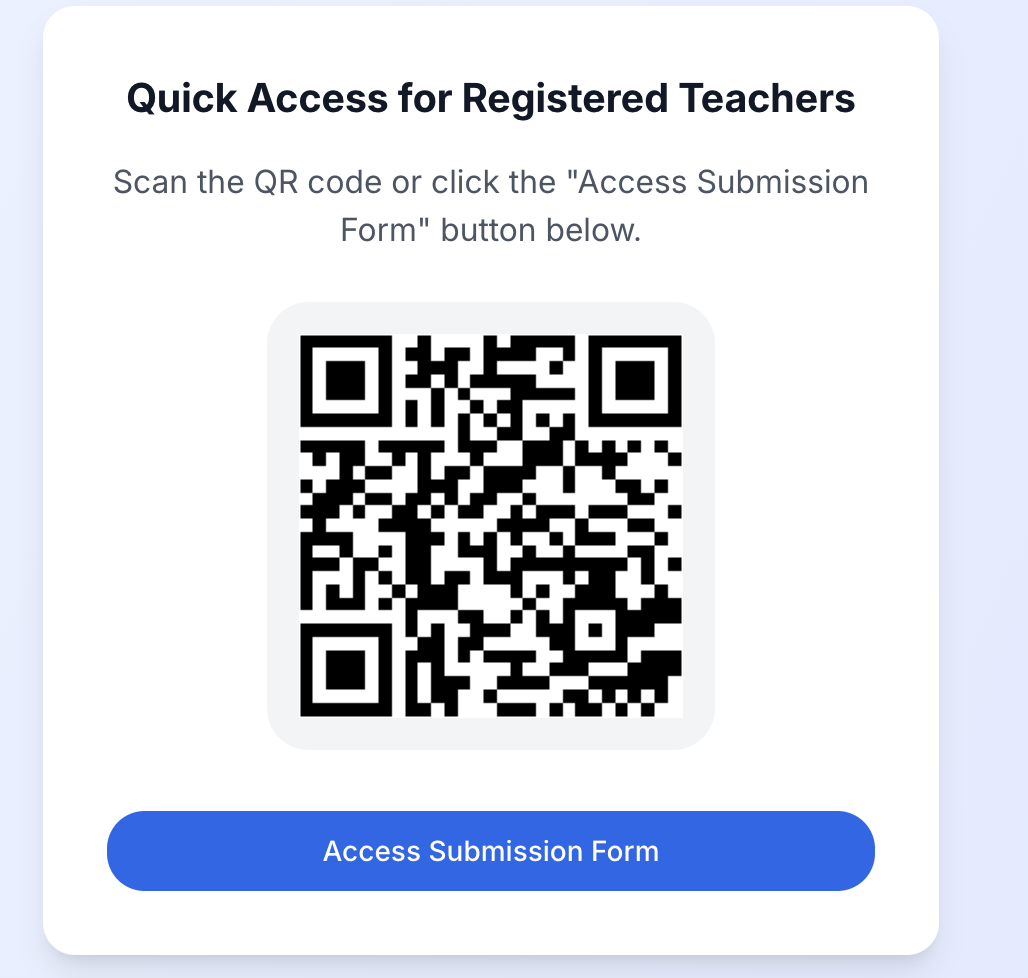 Quick Access for Registered Teachers
Scan the QR code or click the "Access Submission
Form" button below.
Access Submission Form